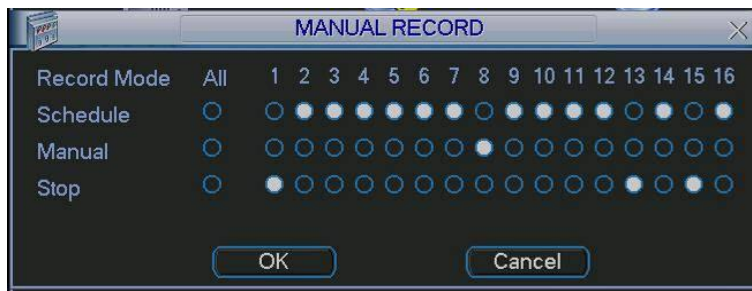 MANUAL RECORD
Record Mode All 1 2 3 4 5 6 7 8 9 10 11 12 13 14 15 16
Schedule
Manual
Stop
OK Cancel